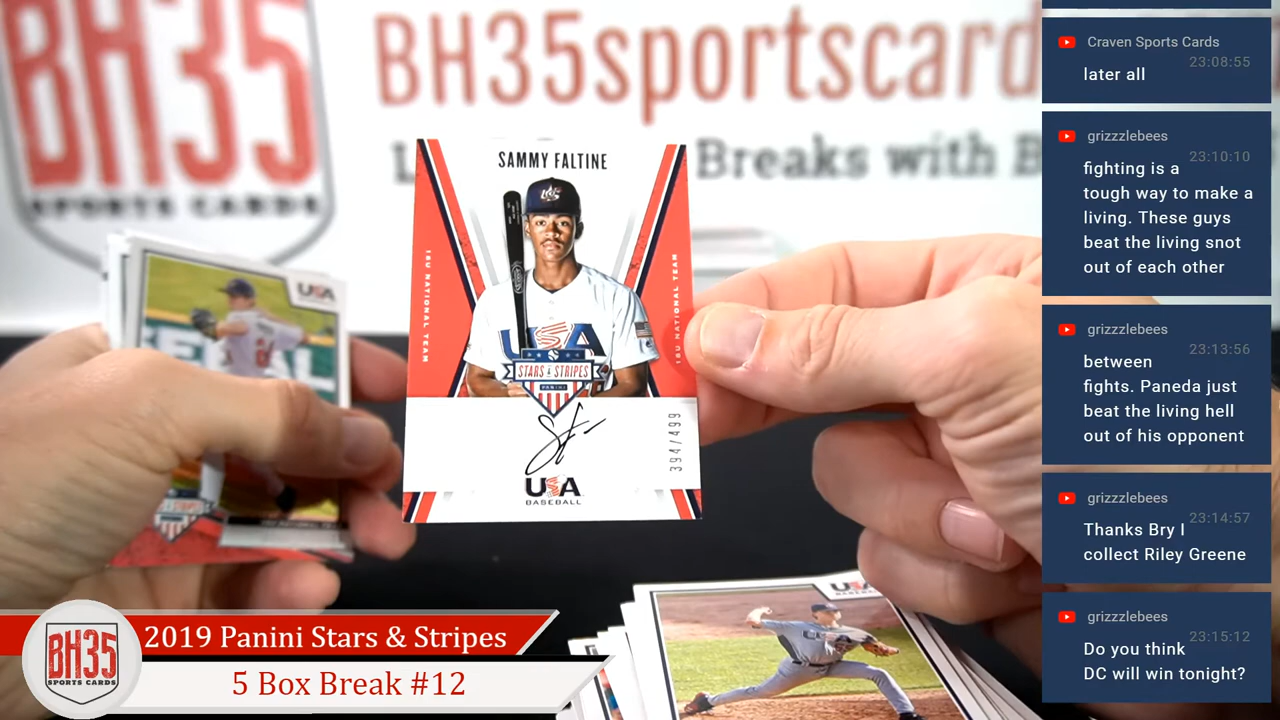 BH35
SPORTS CARDS
BH35sportscard
Breaks with B
SAMMY FALTINE
18U NATIONAL TEAM
18U NATIONAL TEAM
USA
STARS & STRIPES
PANINI
394/499
USA
BASEBALL
USA
USA
BH35
SPORTS CARDS
2019 Panini Stars & Stripes
5 Box Break #12
Craven Sports Cards
23:08:55
later all
grizzzlebees
23:10:10
fighting is a
tough way to make a
living. These guys
beat the living snot
out of each other
grizzzlebees
23:13:56
between
fights. Paneda just
beat the living hell
out of his opponent
grizzzlebees
23:14:57
Thanks Bry I
collect Riley Greene
grizzzlebees
23:15:12
Do you think
DC will win tonight?